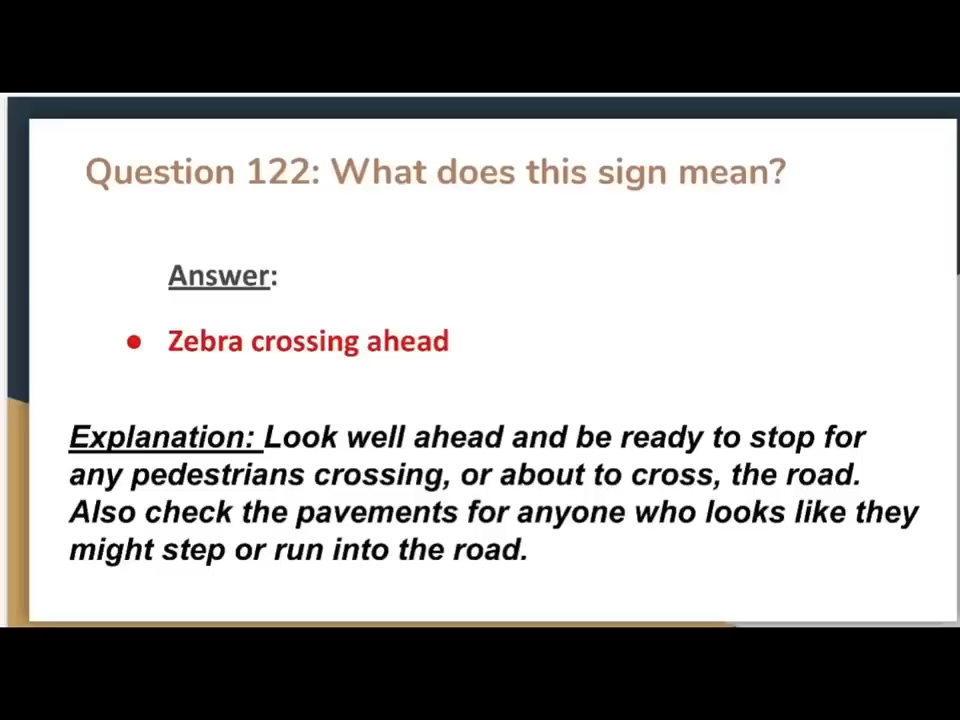 Question 122: What does this sign mean?
Answer:
● Zebra crossing ahead
Explanation: Look well ahead and be ready to stop for
any pedestrians crossing, or about to cross, the road.
Also check the pavements for anyone who looks like they
might step or run into the road.